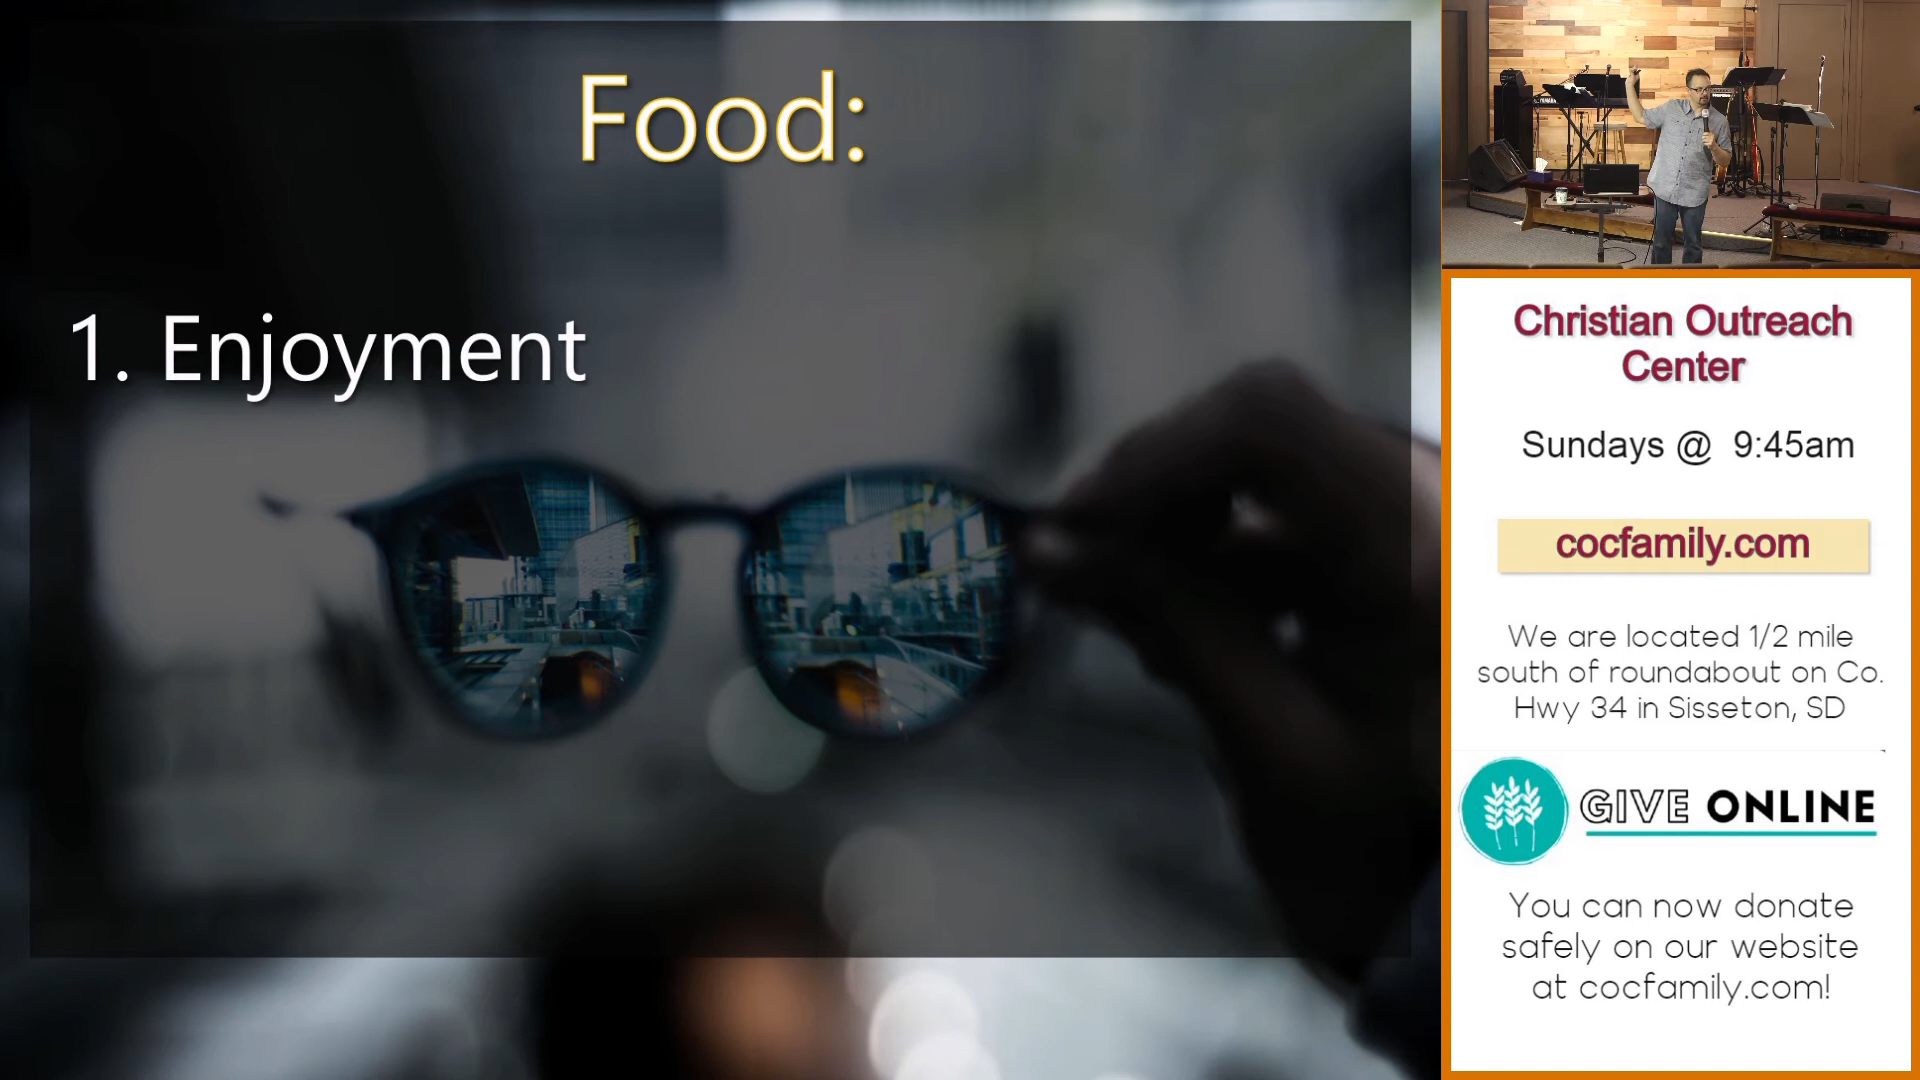 Food:
1. Enjoyment
Christian Outreach
Center
Sundays @ 9:45am
cocfamily.com
We are located 1/2 mile
south of roundabout on Co.
Hwy 34 in Sisseton, SD
GIVE ONLINE
You can now donate
safely on our website
at cocfamily.com!